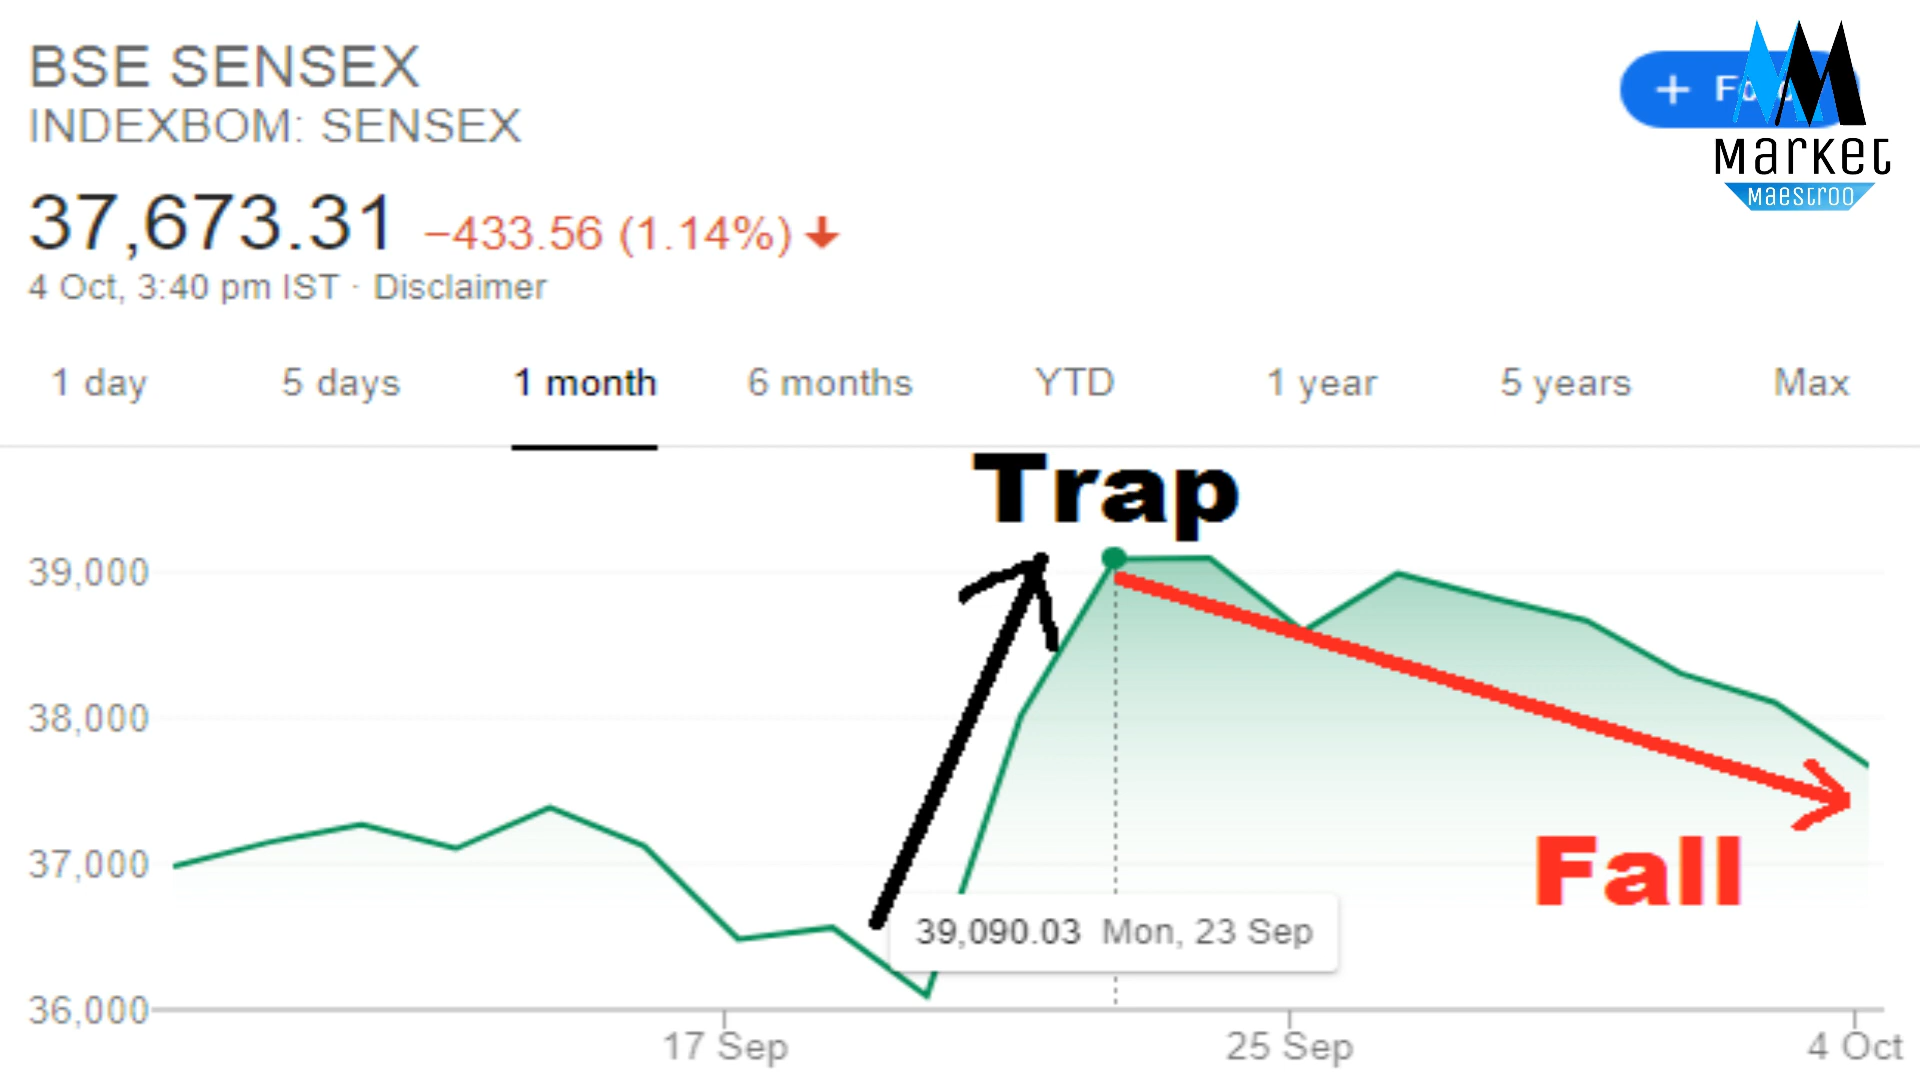 BSE SENSEX
INDEXBOM: SENSEX
37,673.31 −433.56 (1.14%)
4 Oct, 3:40 pm IST · Disclaimer
Market
Maestroo
1 day 5 days 1 month 6 months YTD 1 year 5 years Max
Trap
39,000
38,000
37,000
36,000
39,090.03 Mon, 23 Sep
Fall
17 Sep 25 Sep 4 Oct